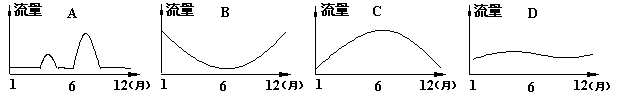 流量 A
1 6 12(月)
流量 B
1 6 12(月)
流量 C
1 6 12(月)
流量 D
1 6 12(月)